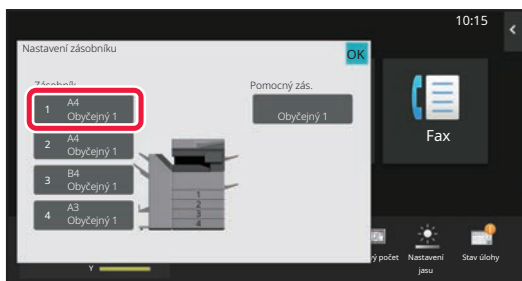 10:15
Nastavení zásobníku
OK
Zásobník
Pomocný zás.
1 A4
Obyčejný 1
Obyčejný 1
2 A4
Obyčejný 1
3 B4
Obyčejný 1
4 A3
Obyčejný 1
1
2
3
4
Fax
počet
Nastavení
jasu
Stav úlohy
Y